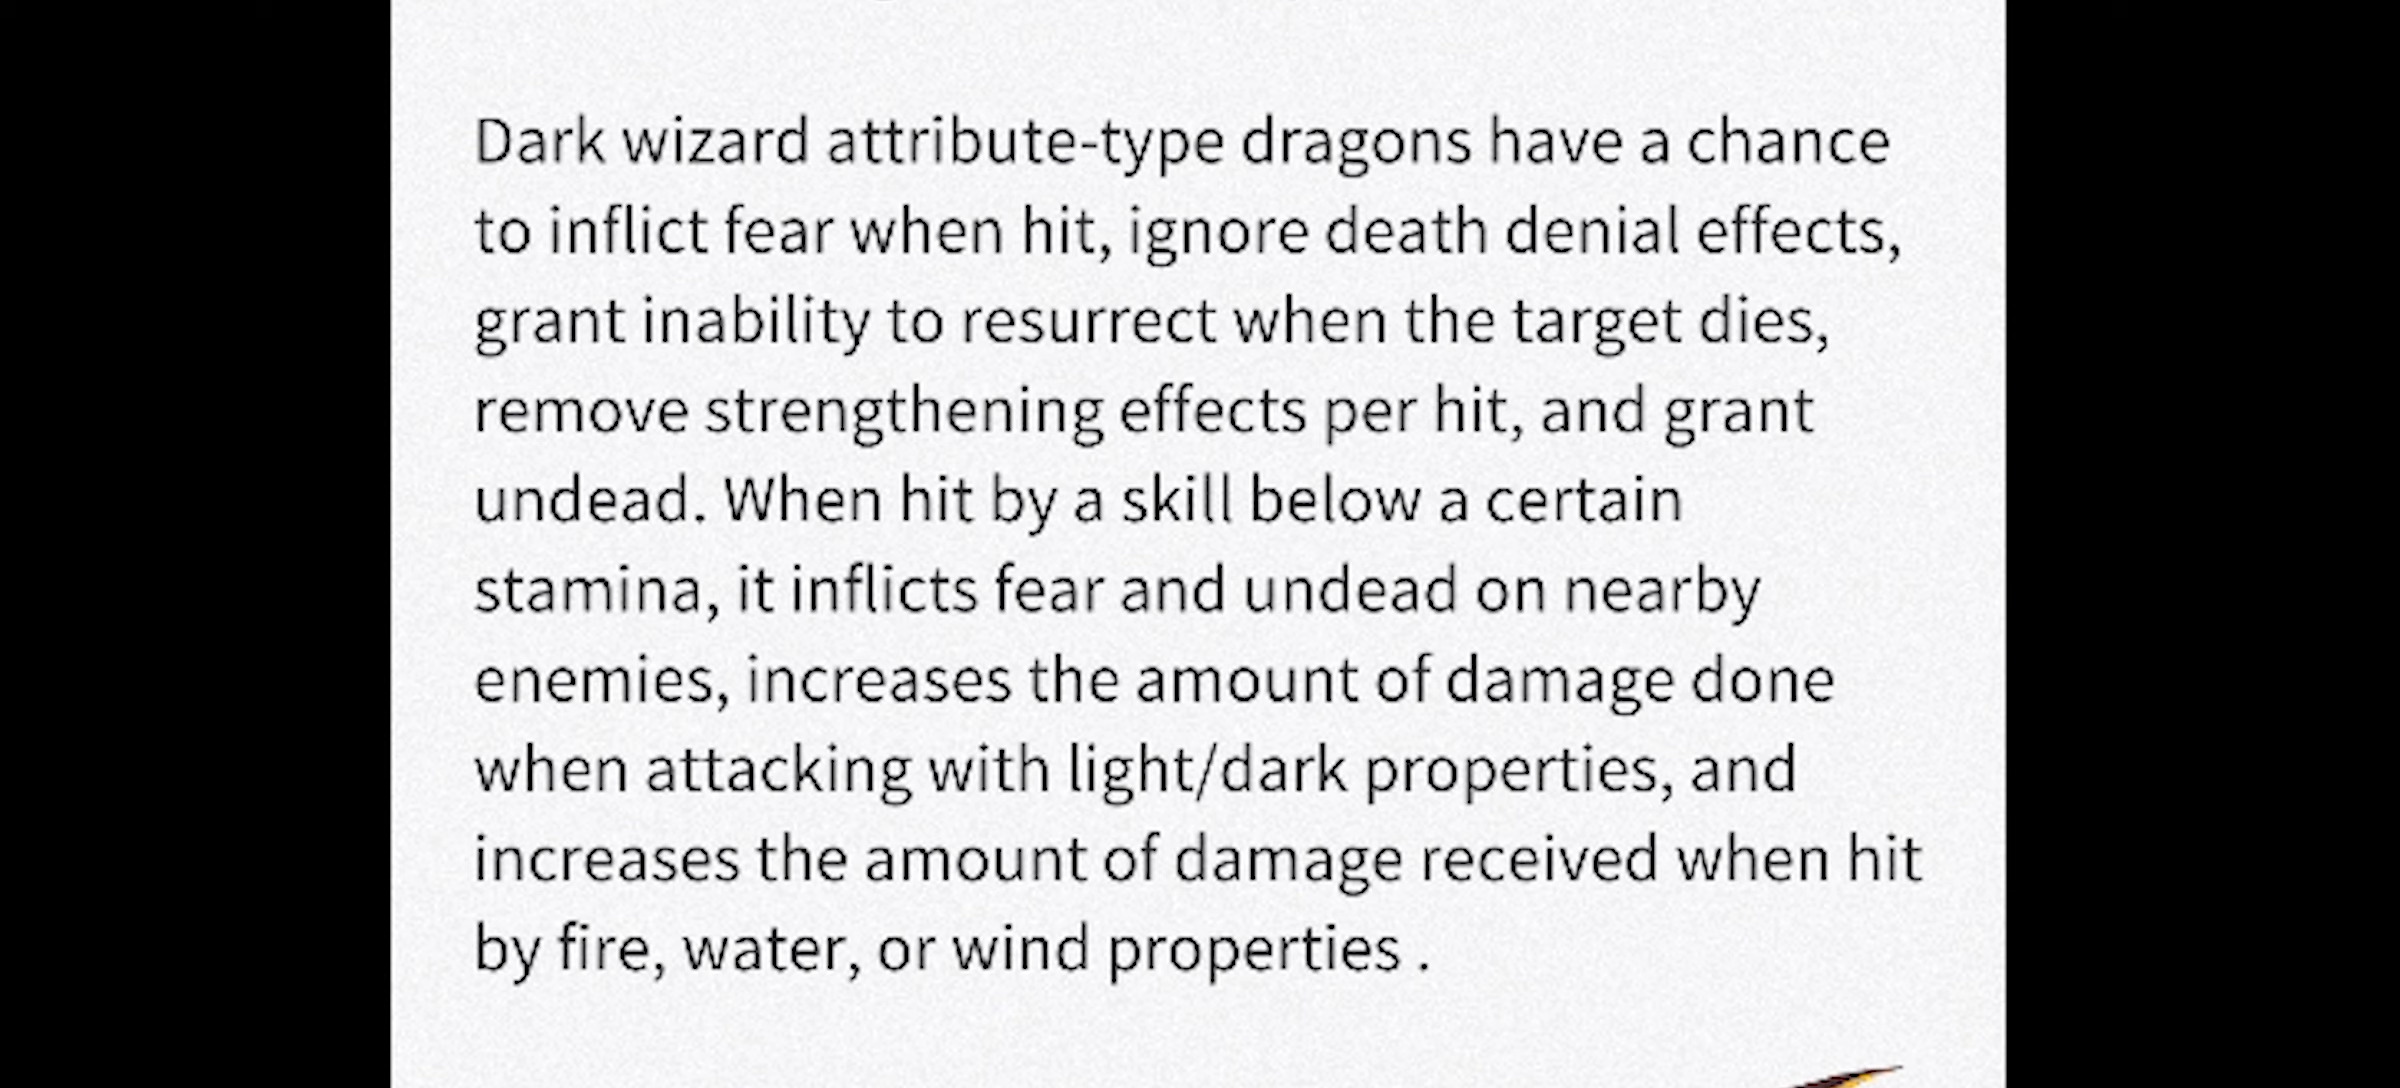 Dark wizard attribute-type dragons have a chance
to inflict fear when hit, ignore death denial effects,
grant inability to resurrect when the target dies,
remove strengthening effects per hit, and grant
undead. When hit by a skill below a certain
stamina, it inflicts fear and undead on nearby
enemies, increases the amount of damage done
when attacking with light/dark properties, and
increases the amount of damage received when hit
by fire, water, or wind properties .